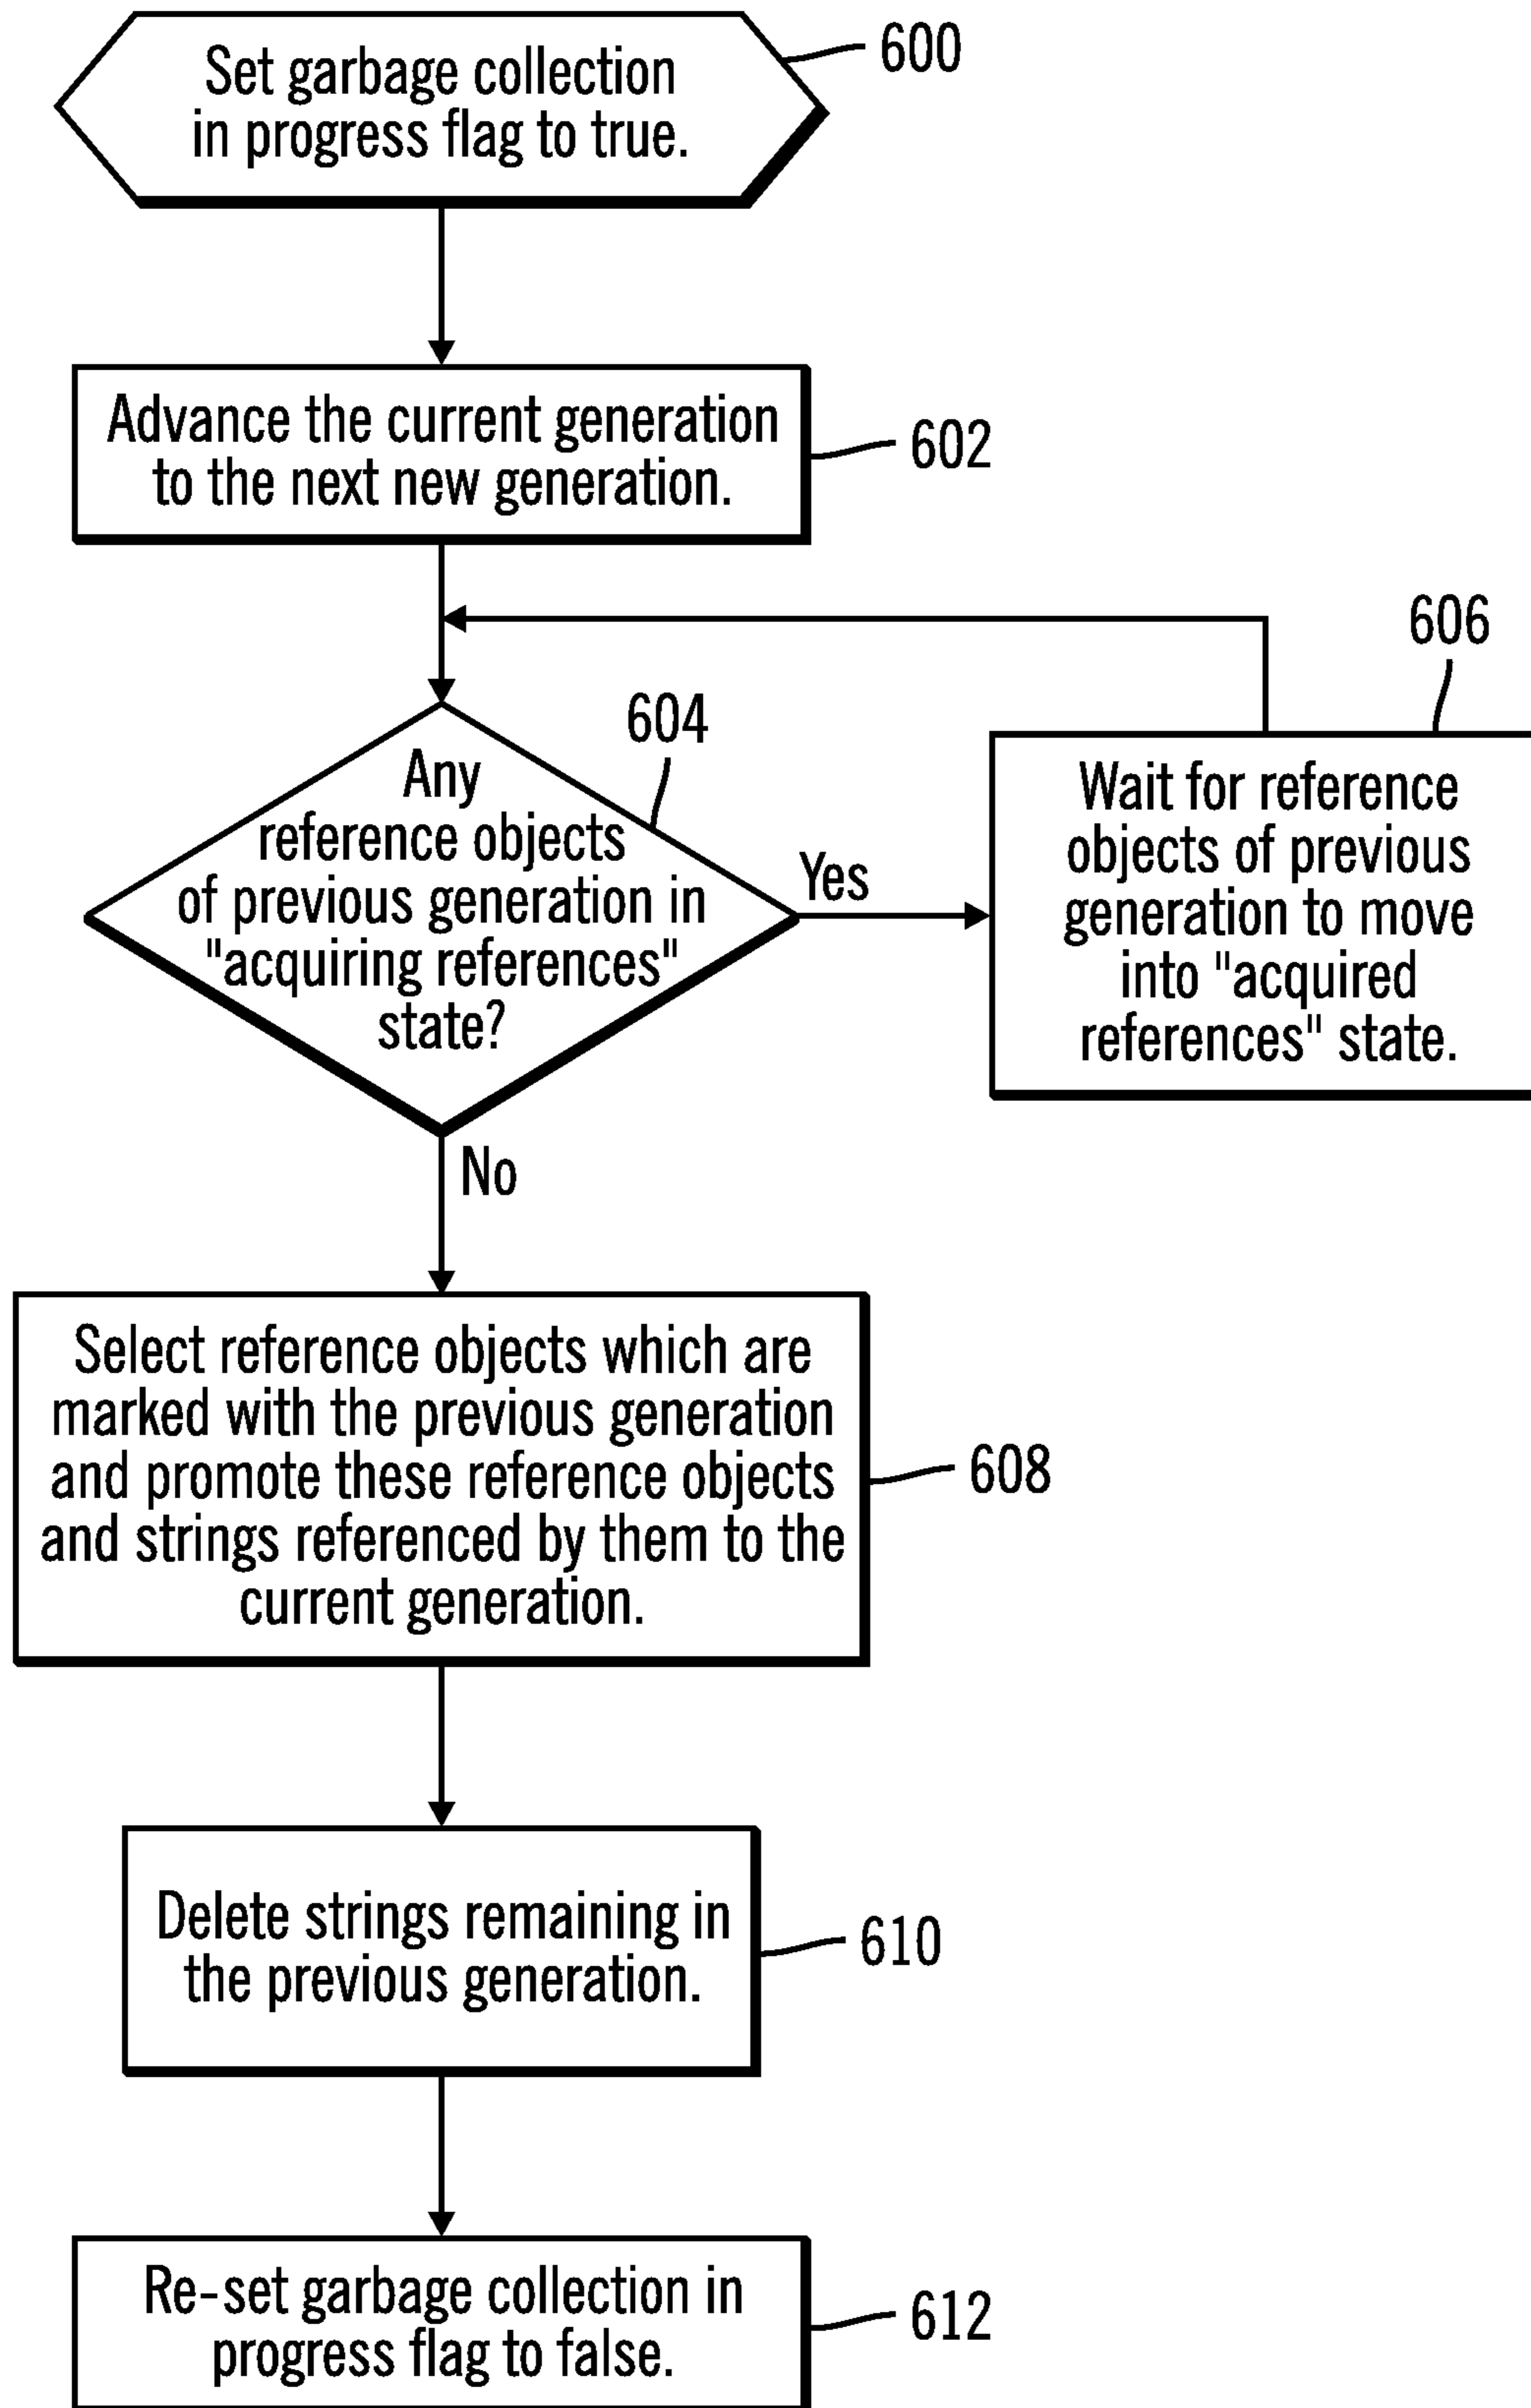 Set garbage collection
in progress flag to true.
600
Advance the current generation
to the next new generation.
602
Any
reference objects
of previous generation in
"acquiring references"
state?
604
Yes
606
Wait for reference
objects of previous
generation to move
into "acquired
references" state.
No
Select reference objects which are
marked with the previous generation
and promote these reference objects
and strings referenced by them to the
current generation.
608
Delete strings remaining in
the previous generation.
610
Re-set garbage collection in
progress flag to false.
612